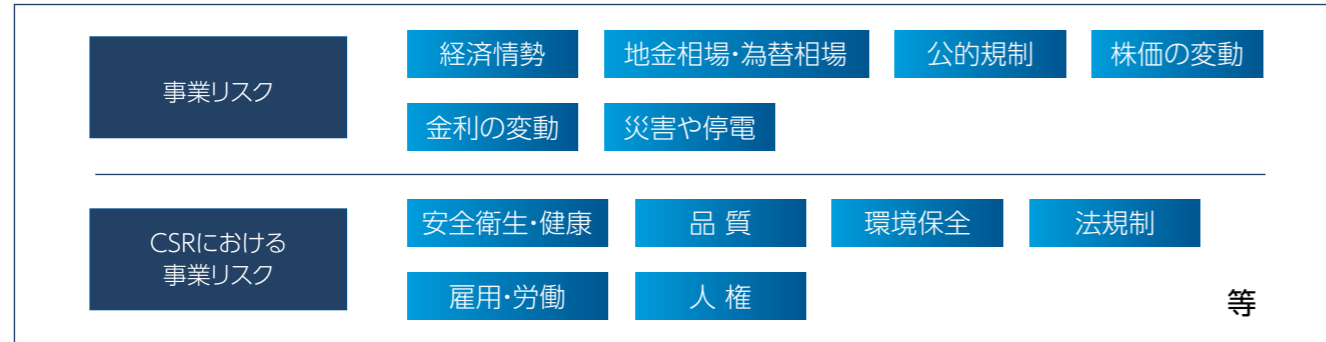 事業リスク
経済情勢
地金相場・為替相場
公的規制
株価の変動
金利の変動
災害や停電
CSRにおける
事業リスク
安全衛生・健康
品 質
環境保全
法規制
雇用・労働
人 権
等